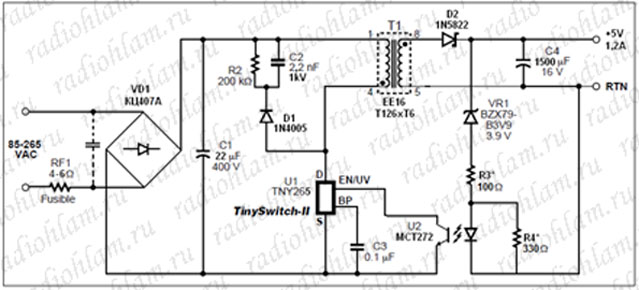 85-265
VAC
RF1
4-6Ω
Fusible
VD1
КЦ407А
C1
22 µF
400 V
R2
200 kΩ
C2
2,2 nF
1kV
D1
1N4005
T1
1
8
4
5
EE16
T126xT6
U1
TNY265
TinySwitch-II
D
EN/UV
BP
S
C3
0.1 µF
U2
MCT272
D2
1N5822
VR1
BZX79-
B3V9
3.9 V
R3*
100Ω
R4*
330Ω
C4
1500 µF
16 V
+5V
1,2A
RTN
radiohlam.ru